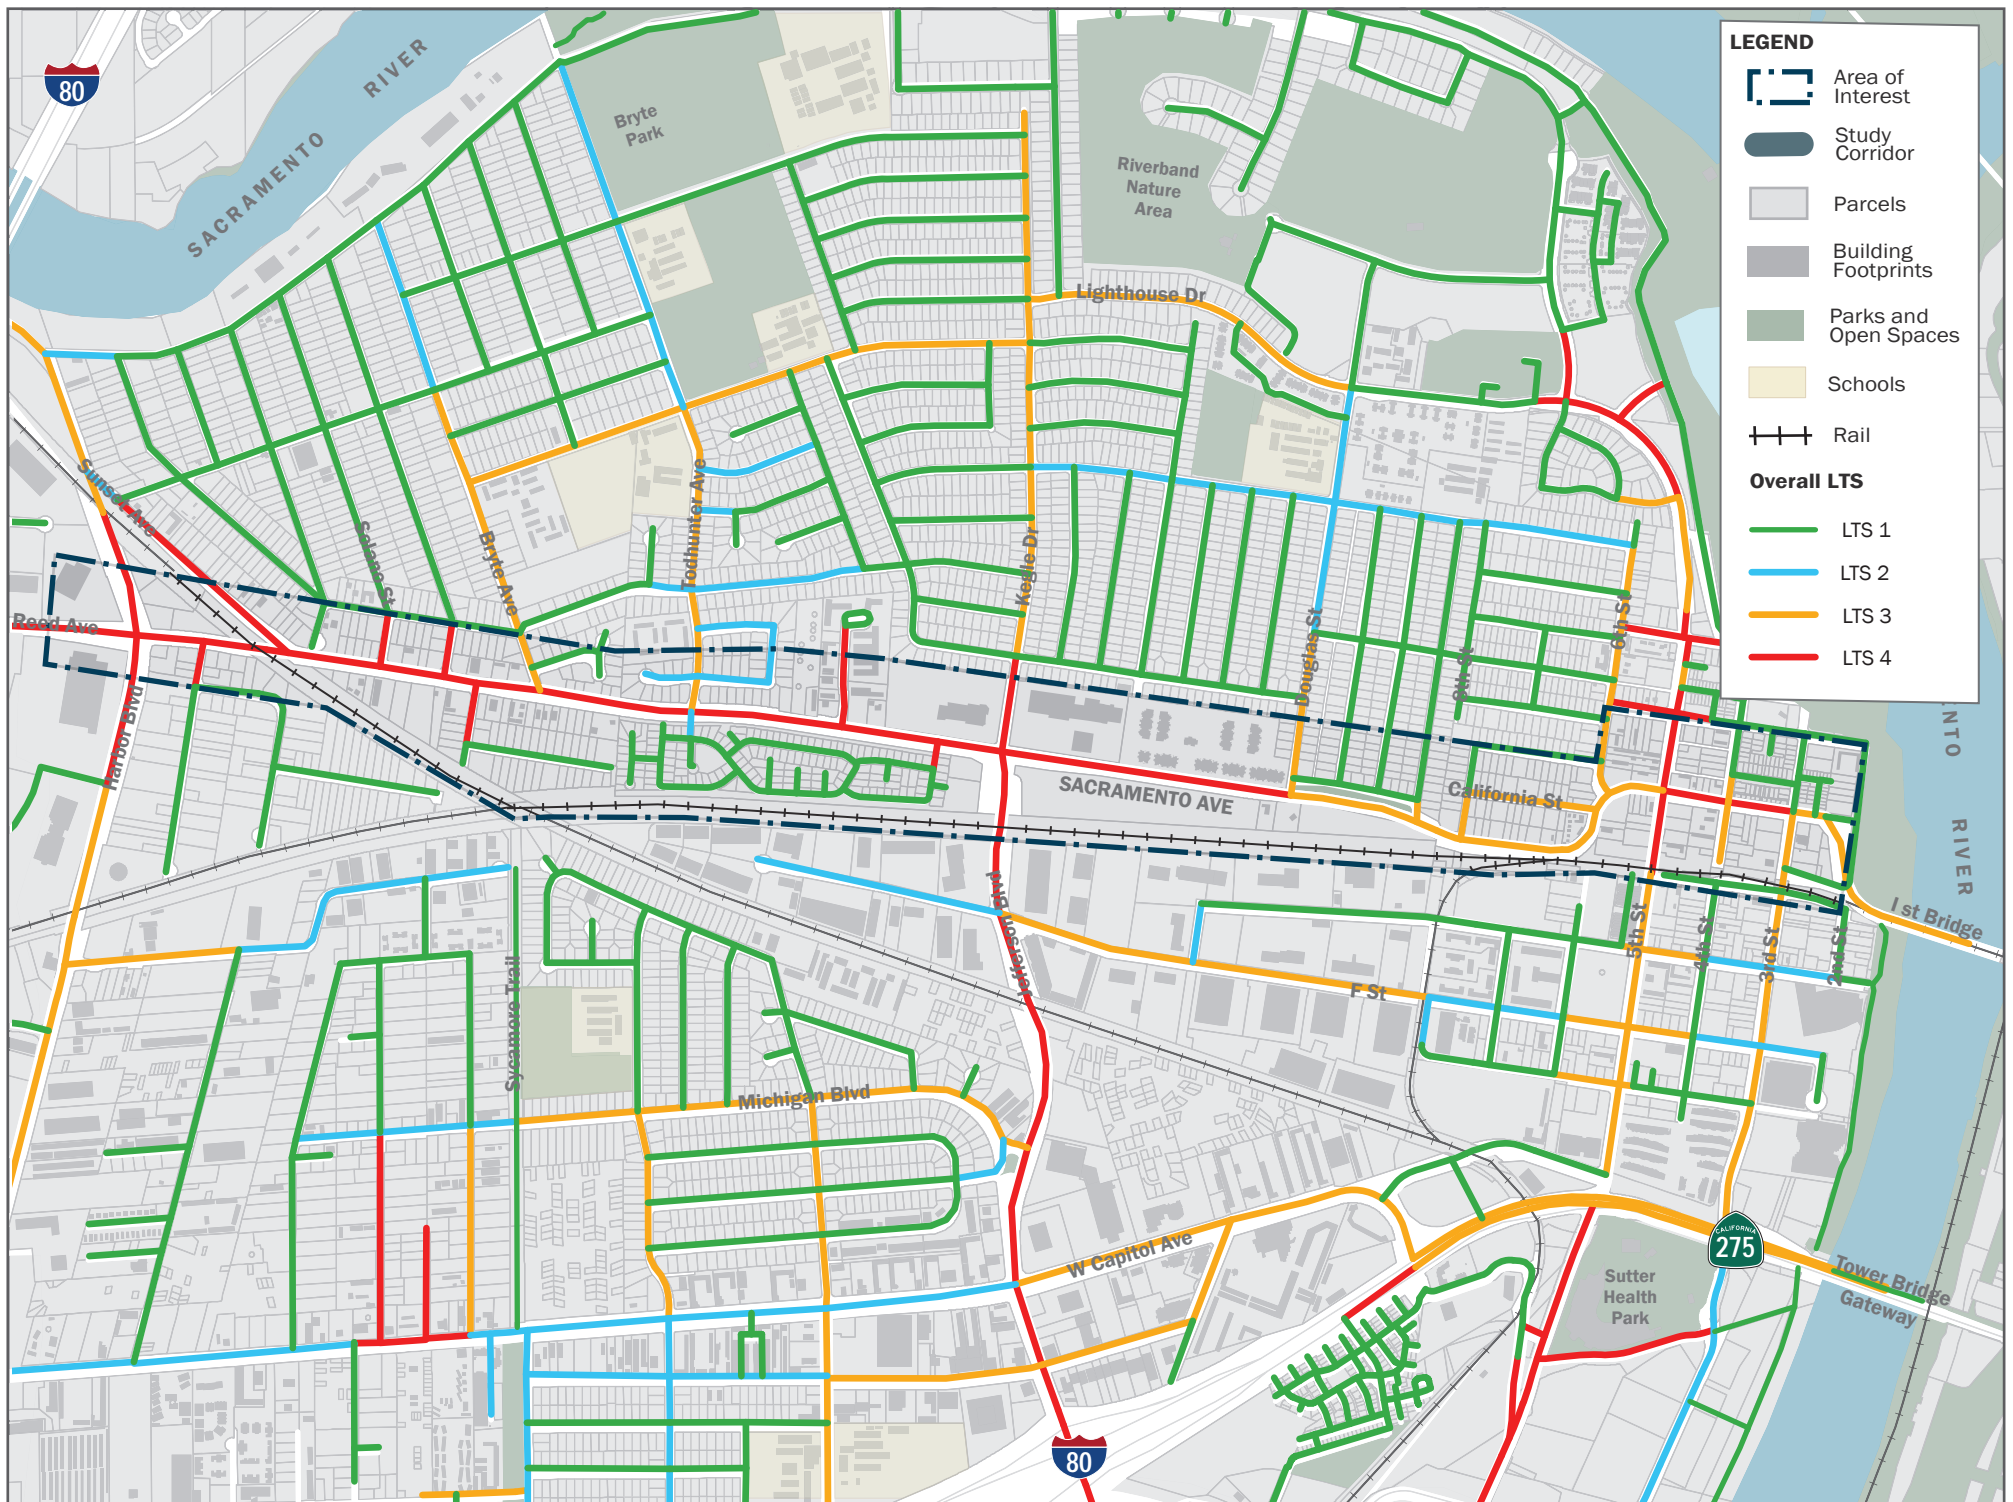 80
SACRAMENTO
RIVER
Bryte
Park
Riverband
Nature
Area
Lighthouse Dr
Sunset Ave
Solano St
Bryte Ave
Todhunter Ave
Kegle Dr
Douglas St
8th St
6th St
Reed Ave
Harbor Blvd
SACRAMENTO AVE
California St
Jefferson Blvd
5th St
4th St
3rd St
2nd St
I st Bridge
ENTO
RIVER
F St
Sycamore Trail
Michigan Blvd
W Capitol Ave
CALIFORNIA
275
Tower Bridge
Gateway
Sutter
Health
Park
80
LEGEND
Area of
Interest
Study
Corridor
Parcels
Building
Footprints
Parks and
Open Spaces
Schools
Rail
Overall LTS
LTS 1
LTS 2
LTS 3
LTS 4